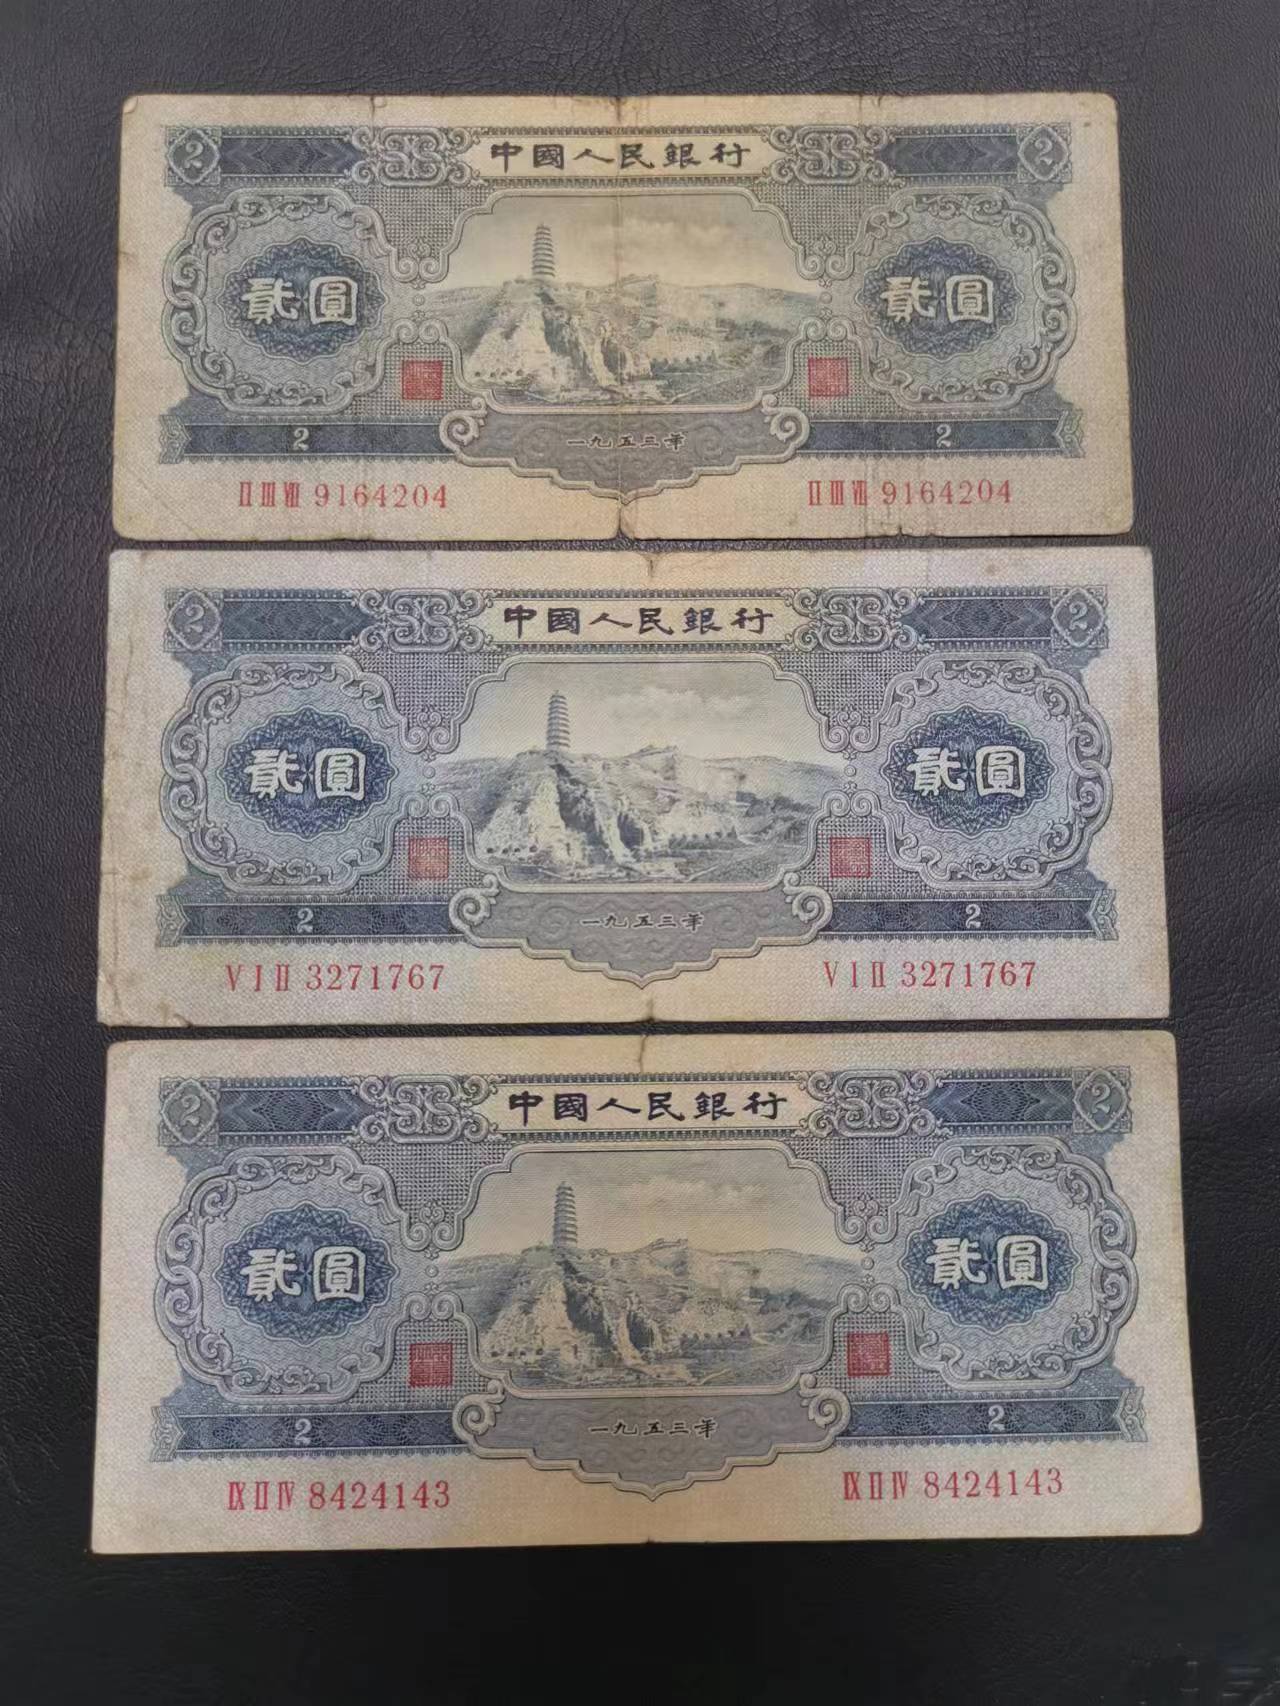 2 中國人民銀行 2
貳圓 貳圓
2 一九五三年 2
II III VII 9164204 II III VII 9164204
2 中國人民銀行 2
貳圓 貳圓
2 一九五三年 2
V I II 3271767 V I II 3271767
2 中國人民銀行 2
貳圓 貳圓
2 一九五三年 2
IX II IV 8424143 IX II IV 8424143